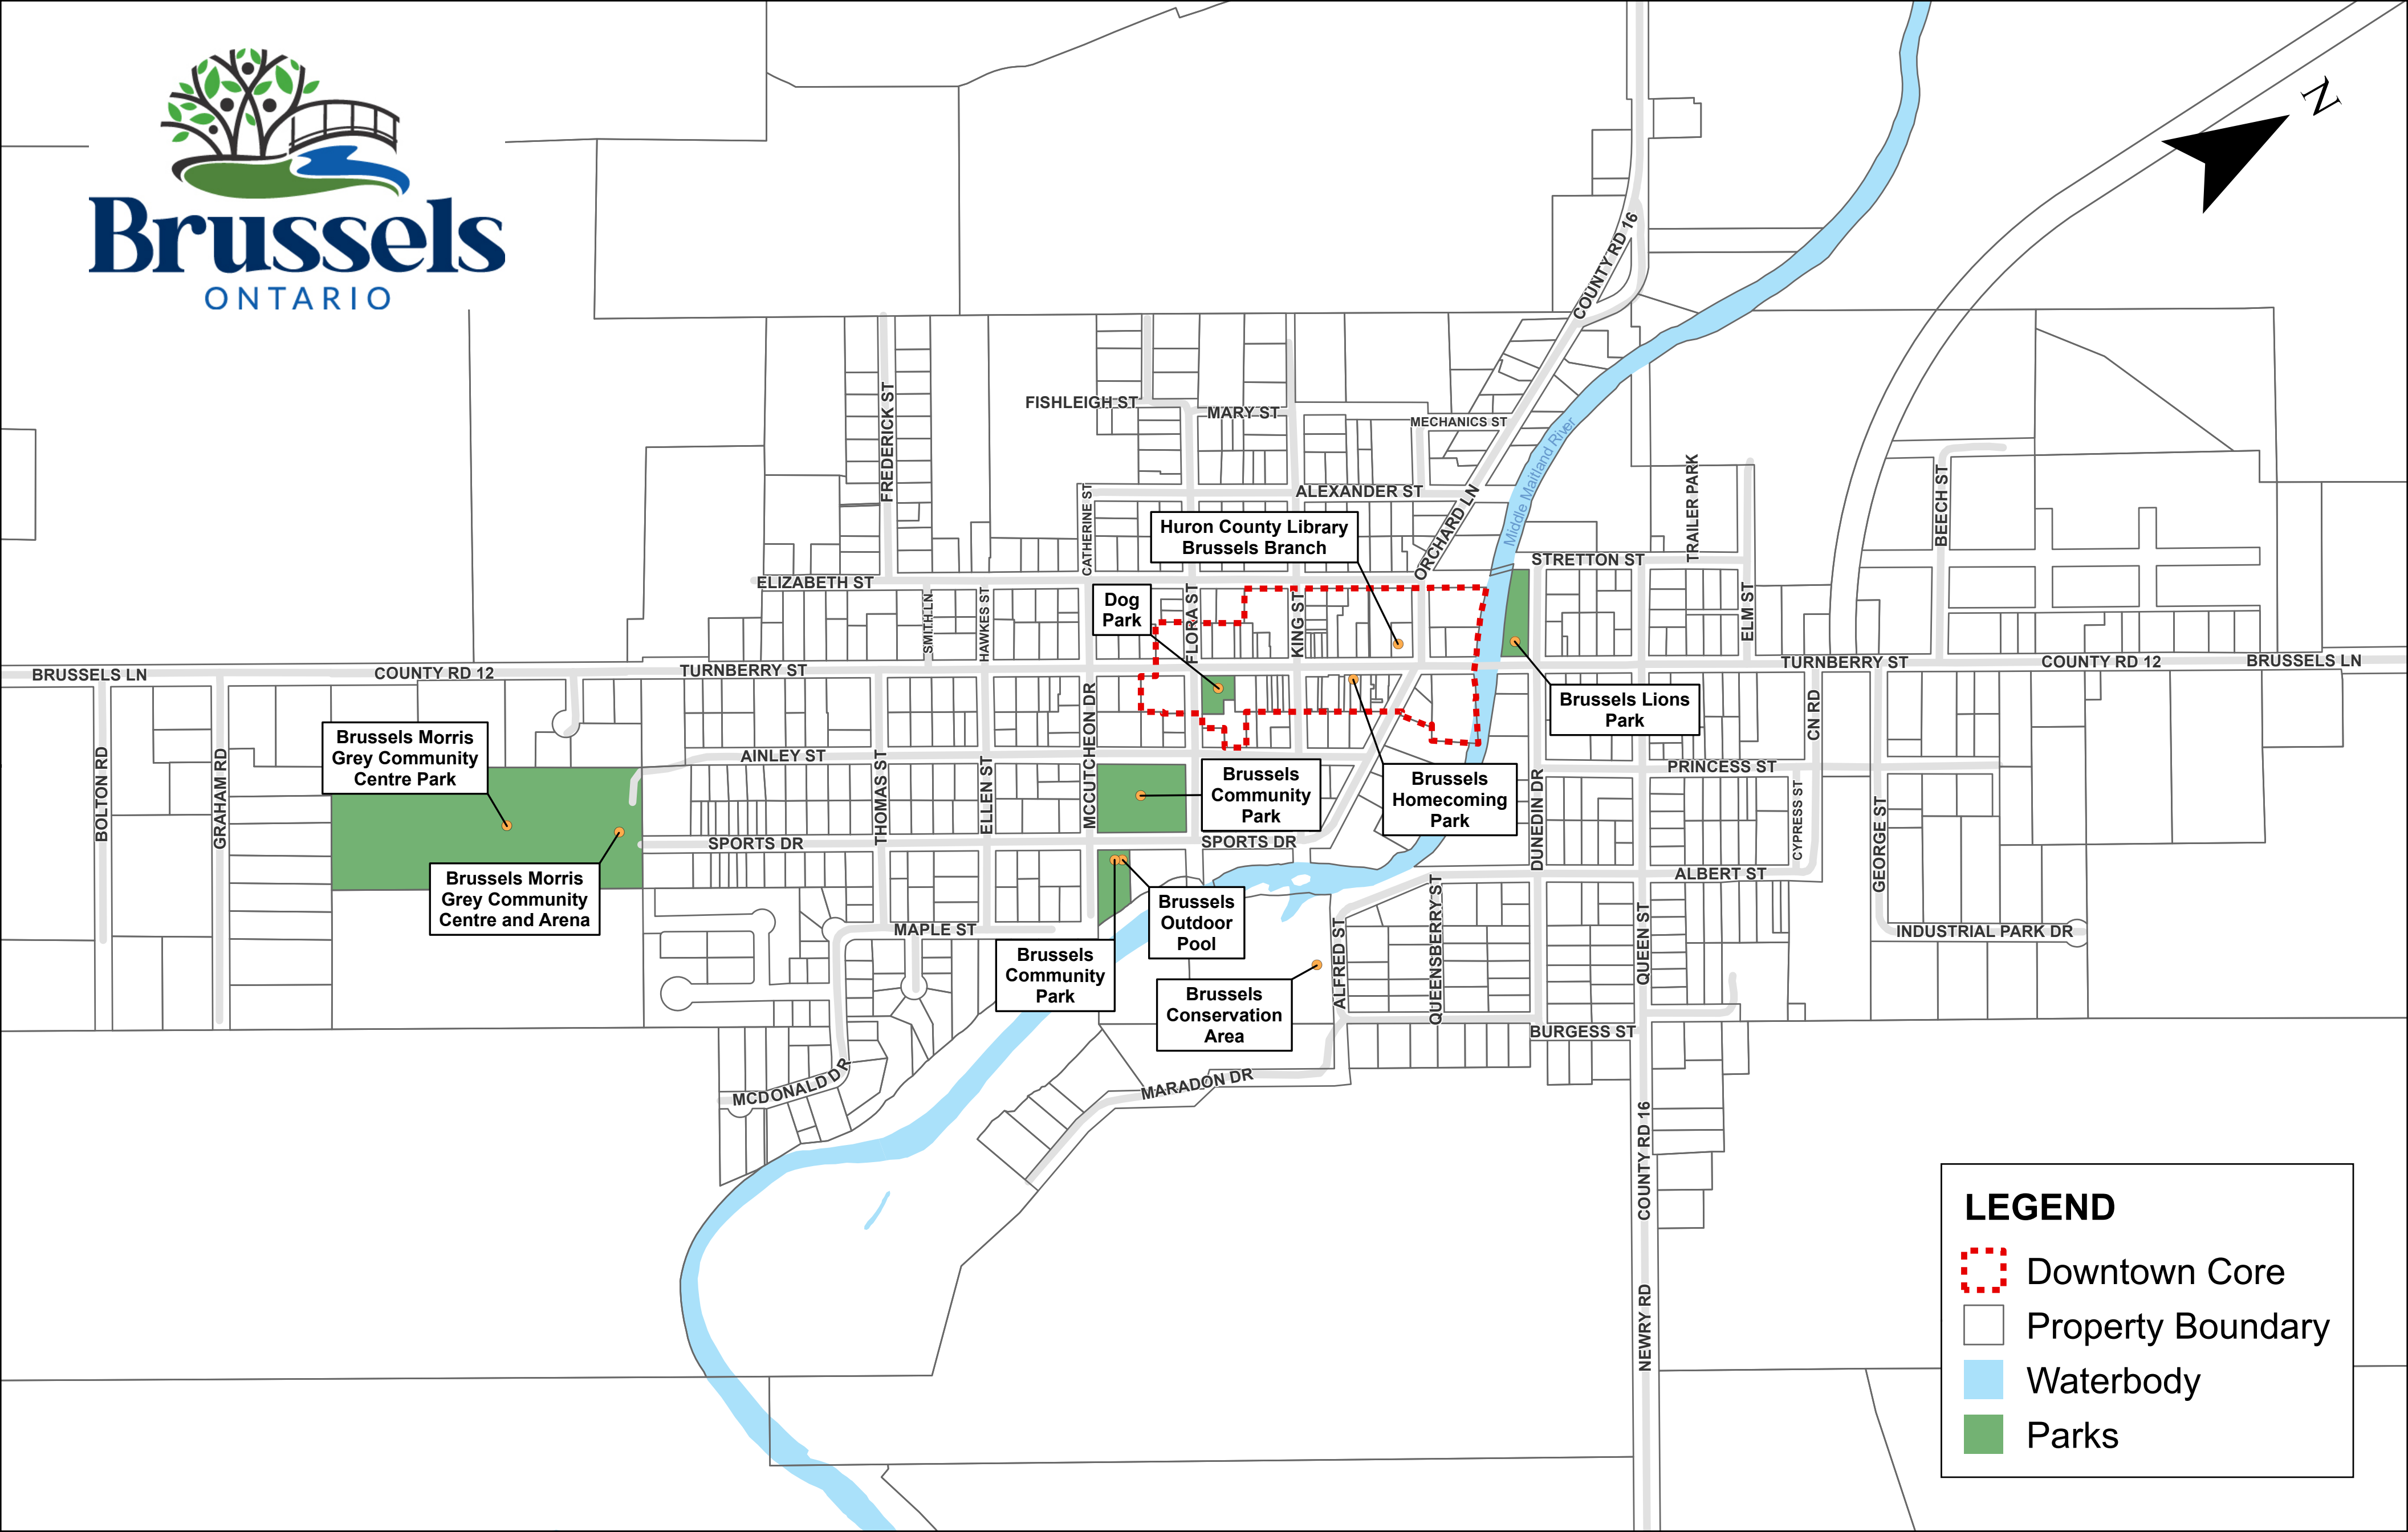 Brussels
ONTARIO
N
COUNTY RD 16
FREDERICK ST
FISHLEIGH ST
MARY ST
MECHANICS ST
Middle Maitland River
CATHERINE ST
ALEXANDER ST
ORCHARD LN
TRAILER PARK
BEECH ST
Huron County Library
Brussels Branch
STRETTON ST
ELIZABETH ST
SMITH LN
HAWKES ST
Dog
Park
FLORA ST
KING ST
ELM ST
BRUSSELS LN
COUNTY RD 12
TURNBERRY ST
TURNBERRY ST
COUNTY RD 12
BRUSSELS LN
Brussels Lions
Park
CN RD
MCCUTCHEON DR
BOLTON RD
GRAHAM RD
Brussels Morris
Grey Community
Centre Park
AINLEY ST
THOMAS ST
ELLEN ST
Brussels
Community
Park
Brussels
Homecoming
Park
DUNEDIN DR
PRINCESS ST
CYPRESS ST
GEORGE ST
SPORTS DR
SPORTS DR
Brussels Morris
Grey Community
Centre and Arena
ALBERT ST
Brussels
Outdoor
Pool
MAPLE ST
Brussels
Community
Park
Brussels
Conservation
Area
ALFRED ST
QUEENSBERRY ST
QUEEN ST
INDUSTRIAL PARK DR
BURGESS ST
MCDONALD DR
MARADON DR
COUNTY RD 16
NEWRY RD
LEGEND
Downtown Core
Property Boundary
Waterbody
Parks